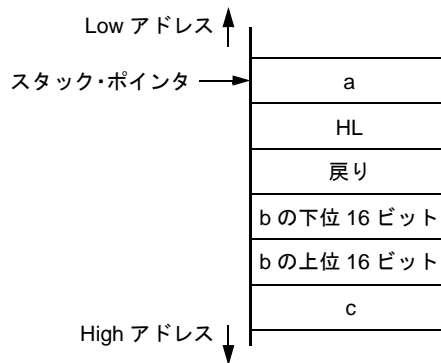 Low アドレス
スタック・ポインタ
a
HL
戻り
b の下位 16 ビット
b の上位 16 ビット
c
High アドレス